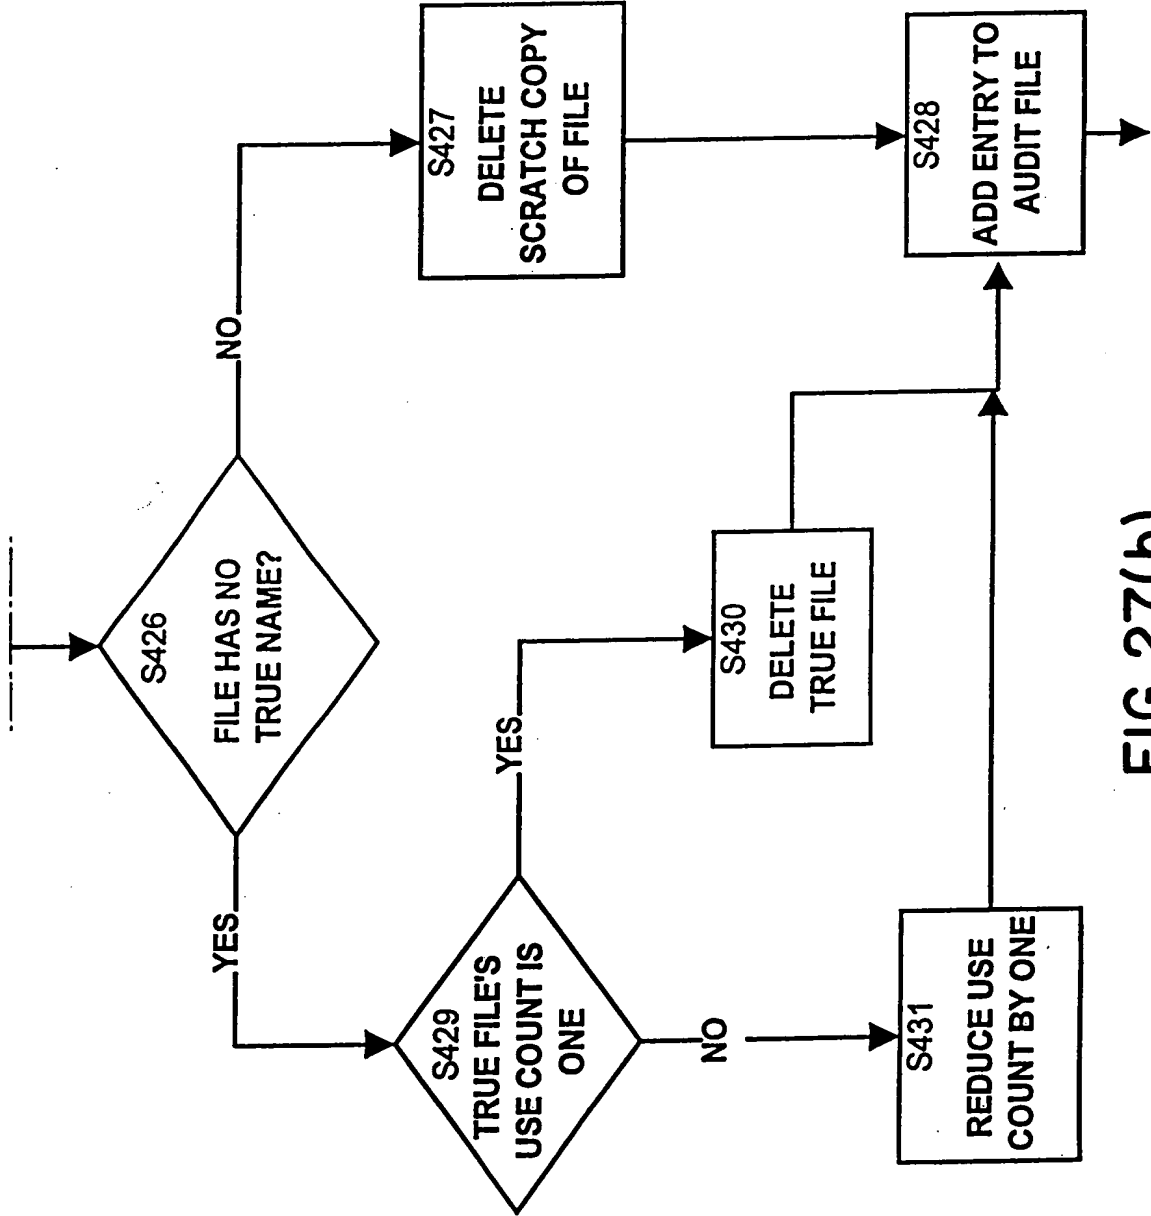 S426
FILE HAS NO
TRUE NAME?
YES
NO
S427
DELETE
SCRATCH COPY
OF FILE
S429
TRUE FILE'S
USE COUNT IS
ONE
YES
NO
S430
DELETE
TRUE FILE
S428
ADD ENTRY TO
AUDIT FILE
S431
REDUCE USE
COUNT BY ONE
FIG. 27(b)